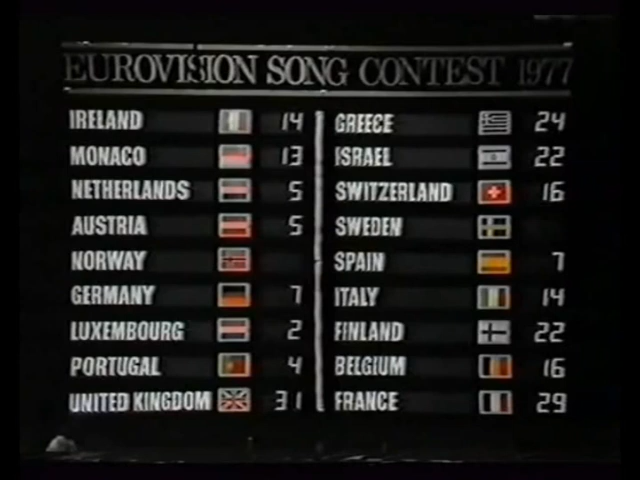 EUROVISION SONG CONTEST 1977
IRELAND 14 GREECE 24
MONACO 13 ISRAEL 22
NETHERLANDS 5 SWITZERLAND 16
AUSTRIA 5 SWEDEN
NORWAY SPAIN 7
GERMANY 7 ITALY 14
LUXEMBOURG 2 FINLAND 22
PORTUGAL 4 BELGIUM 16
UNITED KINGDOM 31 FRANCE 29